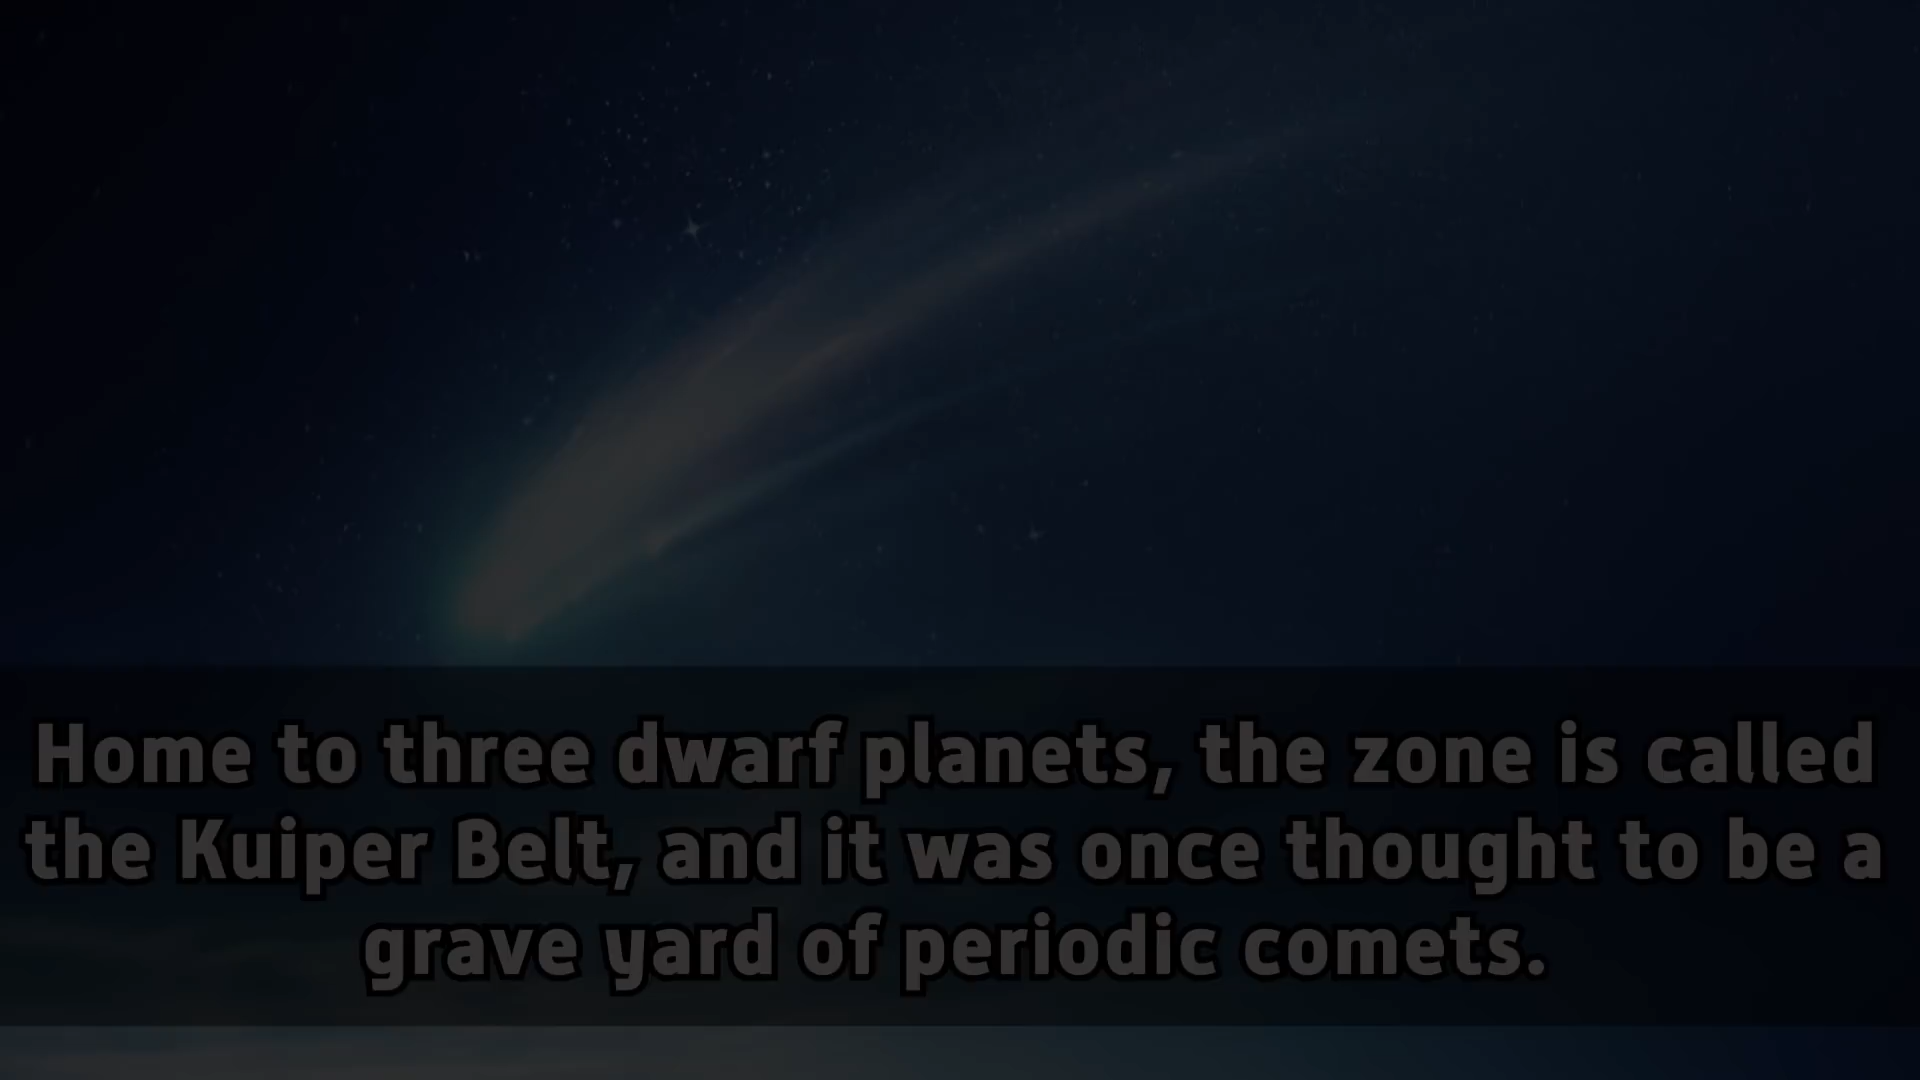 Home to three dwarf planets, the zone is called
the Kuiper Belt, and it was once thought to be a
grave yard of periodic comets.